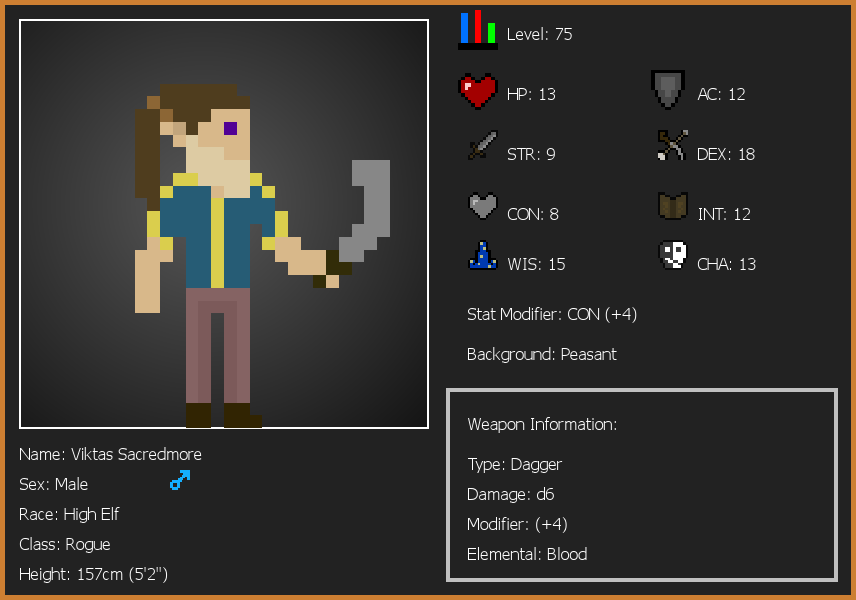 Level: 75
HP: 13
AC: 12
STR: 9
DEX: 18
CON: 8
INT: 12
WIS: 15
CHA: 13
Stat Modifier: CON (+4)
Background: Peasant
Weapon Information:
Type: Dagger
Damage: d6
Modifier: (+4)
Elemental: Blood
Name: Viktas Sacredmore
Sex: Male
Race: High Elf
Class: Rogue
Height: 157cm (5'2")